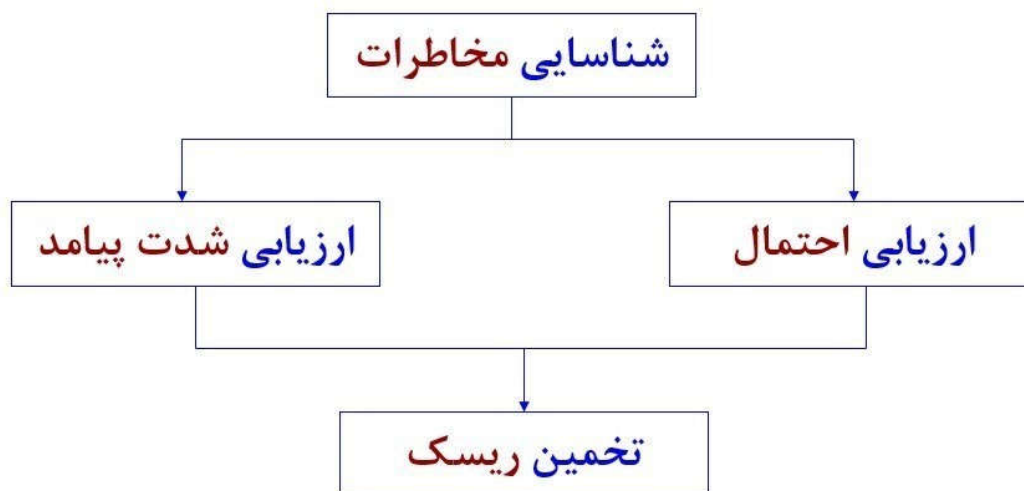 شناسایی مخاطرات
ارزیابی احتمال
ارزیابی شدت پیامد
تخمین ریسک